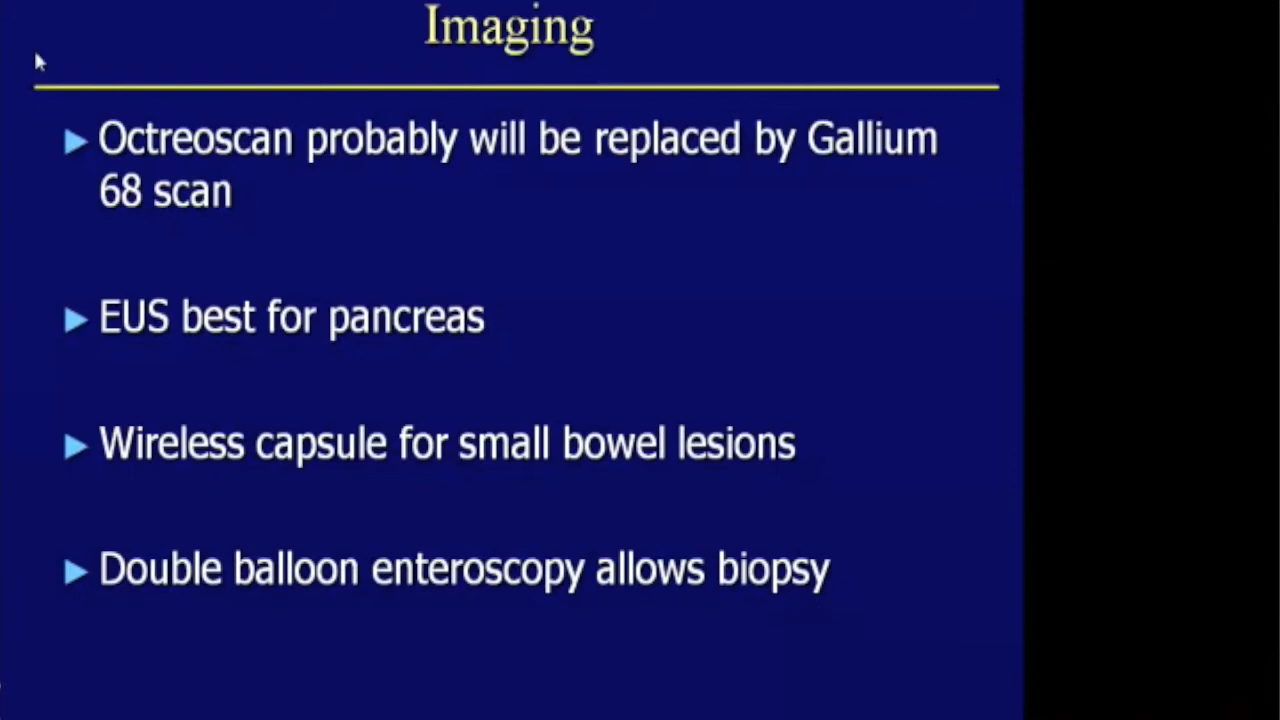 Imaging
Octreoscan probably will be replaced by Gallium
68 scan
EUS best for pancreas
Wireless capsule for small bowel lesions
Double balloon enteroscopy allows biopsy